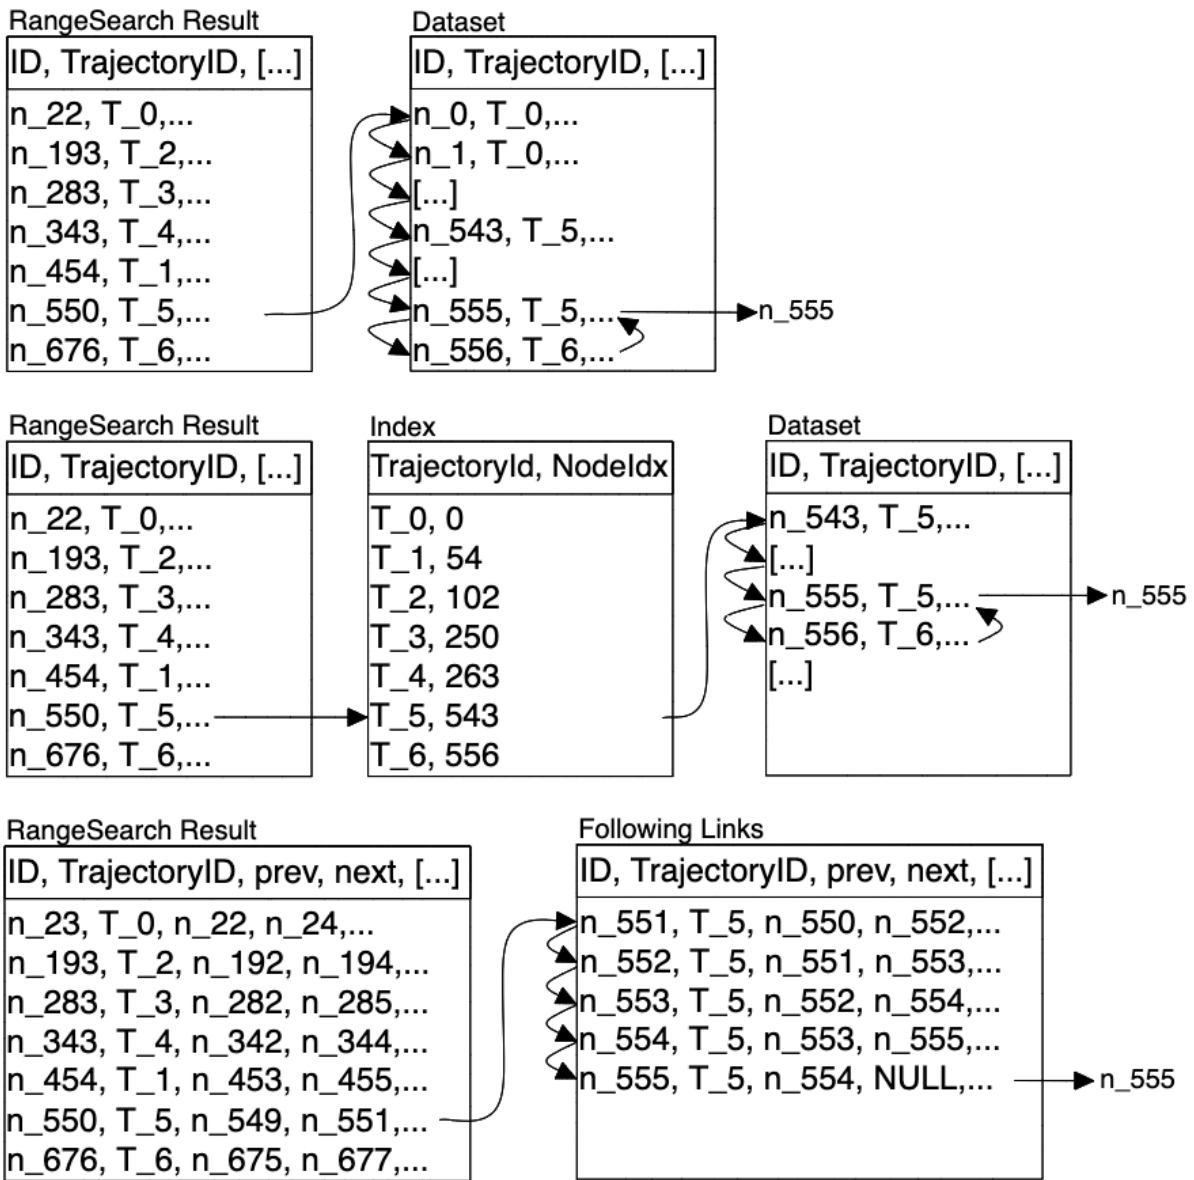 RangeSearch Result
ID, TrajectoryID, [...]
n_22, T_0,...
n_193, T_2,...
n_283, T_3,...
n_343, T_4,...
n_454, T_1,...
n_550, T_5,...
n_676, T_6,...
Dataset
ID, TrajectoryID, [...]
n_0, T_0,...
n_1, T_0,...
[...]
n_543, T_5,...
[...]
n_555, T_5,...
n_556, T_6,...
n_555
RangeSearch Result
ID, TrajectoryID, [...]
n_22, T_0,...
n_193, T_2,...
n_283, T_3,...
n_343, T_4,...
n_454, T_1,...
n_550, T_5,...
n_676, T_6,...
Index
TrajectoryId, NodeIdx
T_0, 0
T_1, 54
T_2, 102
T_3, 250
T_4, 263
T_5, 543
T_6, 556
Dataset
ID, TrajectoryID, [...]
n_543, T_5,...
[...]
n_555, T_5,...
n_556, T_6,...
[...]
n_555
RangeSearch Result
ID, TrajectoryID, prev, next, [...]
n_23, T_0, n_22, n_24,...
n_193, T_2, n_192, n_194,...
n_283, T_3, n_282, n_285,...
n_343, T_4, n_342, n_344,...
n_454, T_1, n_453, n_455,...
n_550, T_5, n_549, n_551,...
n_676, T_6, n_675, n_677,...
Following Links
ID, TrajectoryID, prev, next, [...]
n_551, T_5, n_550, n_552,...
n_552, T_5, n_551, n_553,...
n_553, T_5, n_552, n_554,...
n_554, T_5, n_553, n_555,...
n_555, T_5, n_554, NULL,...
n_555